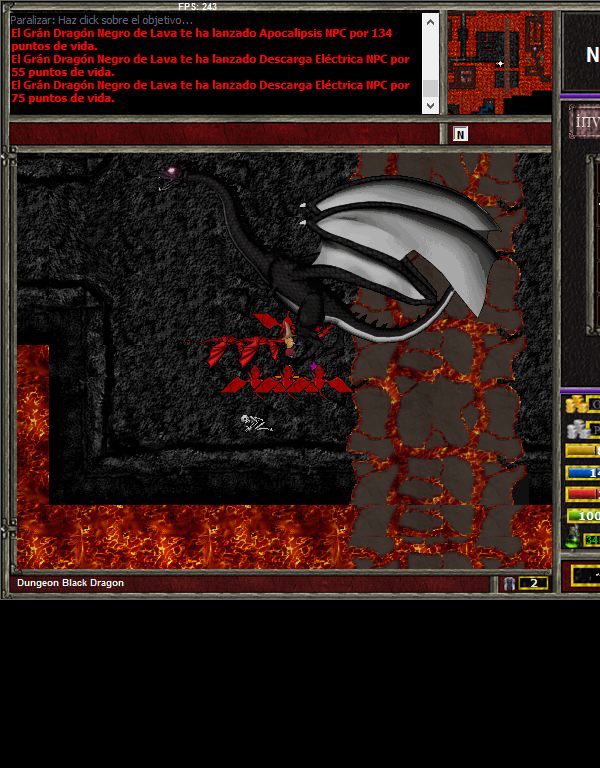 FPS: 243
Paralizar: Haz click sobre el objetivo...
El Grán Dragón Negro de Lava te ha lanzado Apocalipsis NPC por 134
puntos de vida.
El Grán Dragón Negro de Lava te ha lanzado Descarga Eléctrica NPC por
55 puntos de vida.
El Grán Dragón Negro de Lava te ha lanzado Descarga Eléctrica NPC por
75 puntos de vida.
N
N
inv
100
Dungeon Black Dragon
2